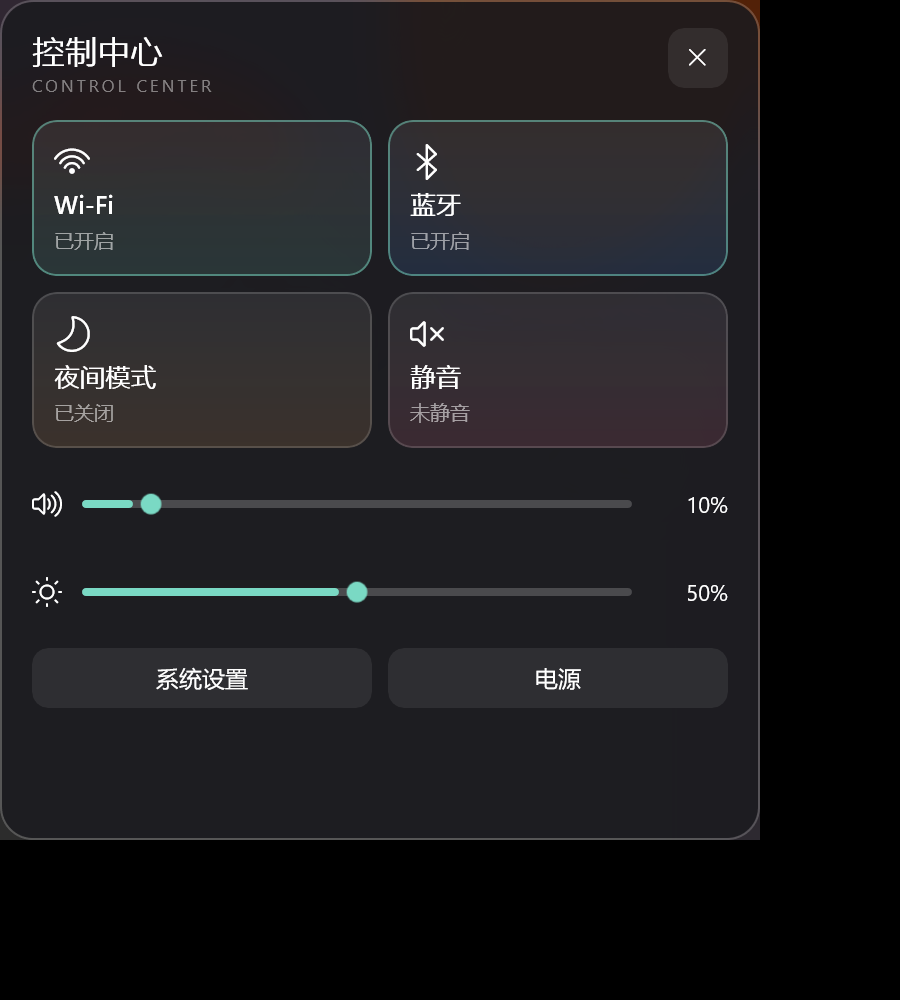 控制中心
CONTROL CENTER
Wi-Fi
已开启
蓝牙
已开启
夜间模式
已关闭
静音
未静音
10%
50%
系统设置
电源